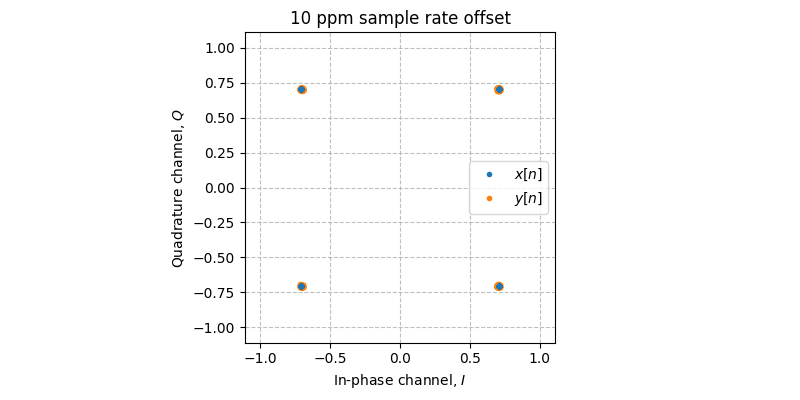 10 ppm sample rate offset
Quadrature channel, Q
1.00
0.75
0.50
0.25
0.00
−0.25
−0.50
−0.75
−1.00
x[n]
y[n]
−1.0
−0.5
0.0
0.5
1.0
In-phase channel, I